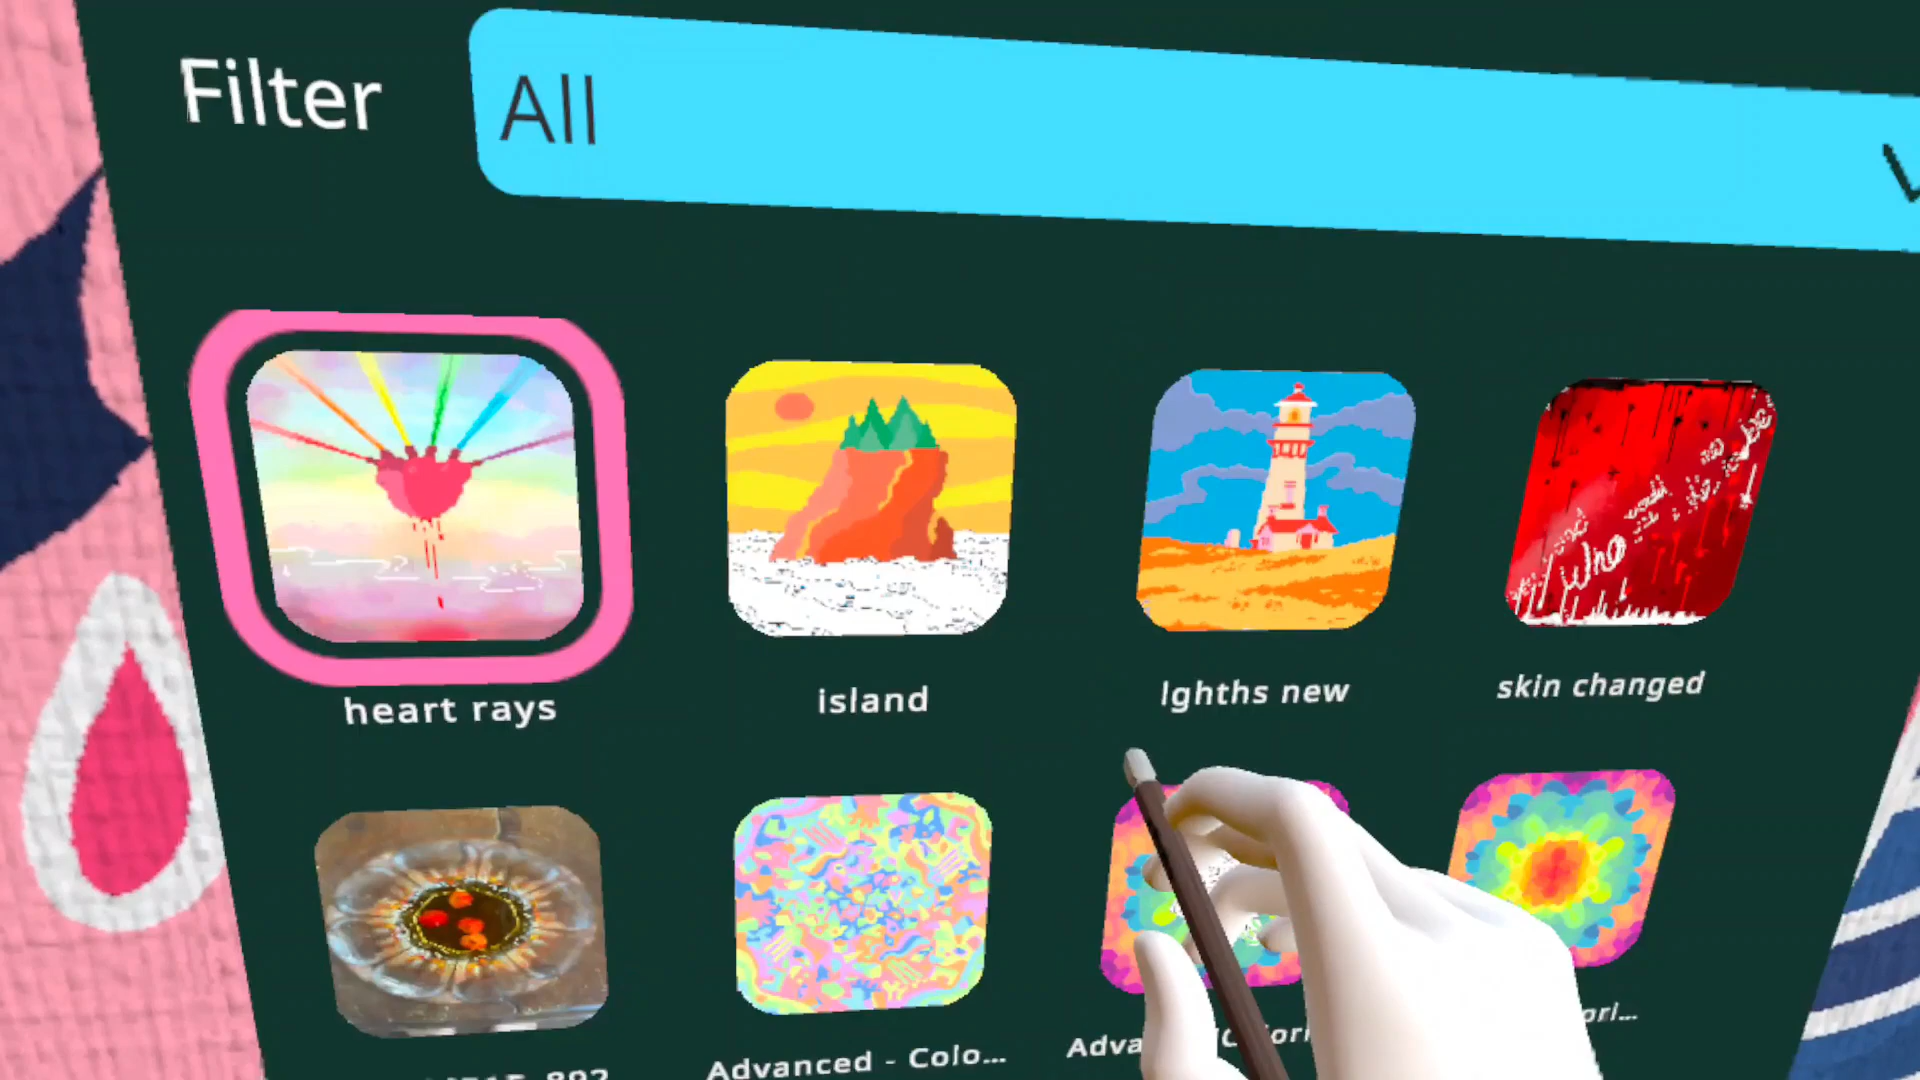 Filter
All
heart rays
island
lghths new
skin changed
Advanced - Colo...